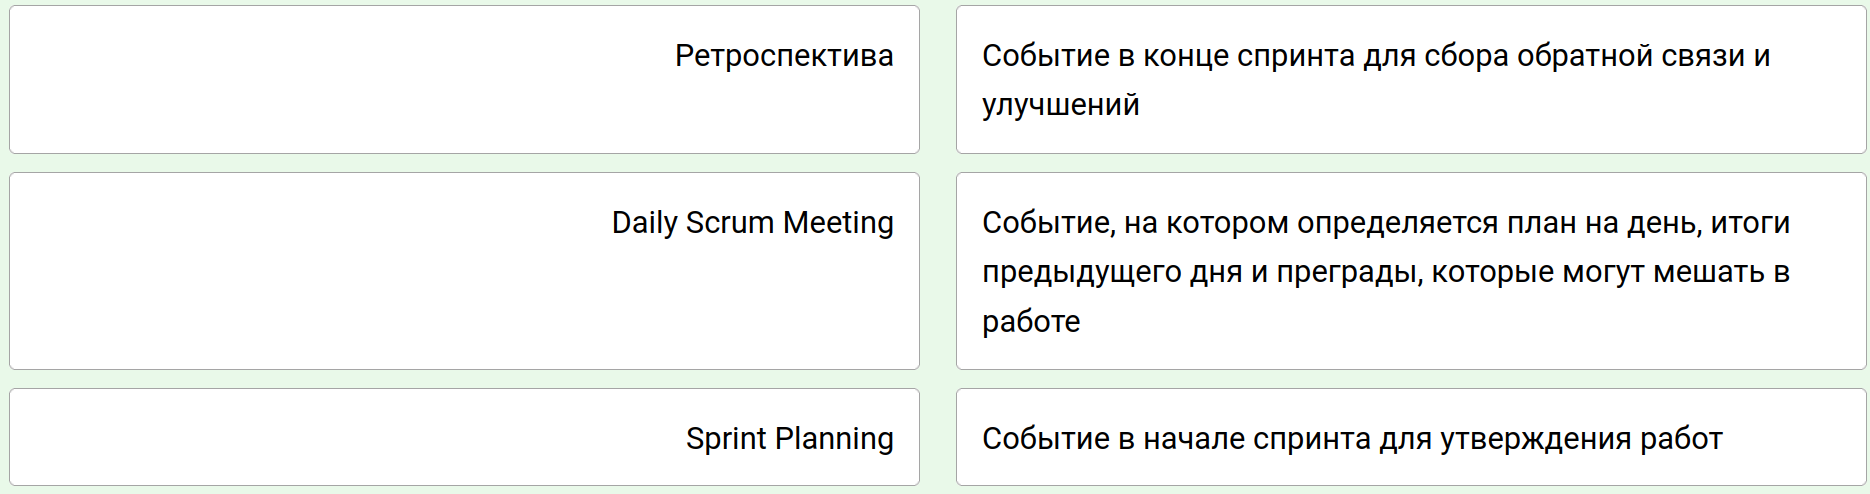 Ретроспектива
Событие в конце спринта для сбора обратной связи и
улучшений
Daily Scrum Meeting
Событие, на котором определяется план на день, итоги
предыдущего дня и преграды, которые могут мешать в
работе
Sprint Planning
Событие в начале спринта для утверждения работ